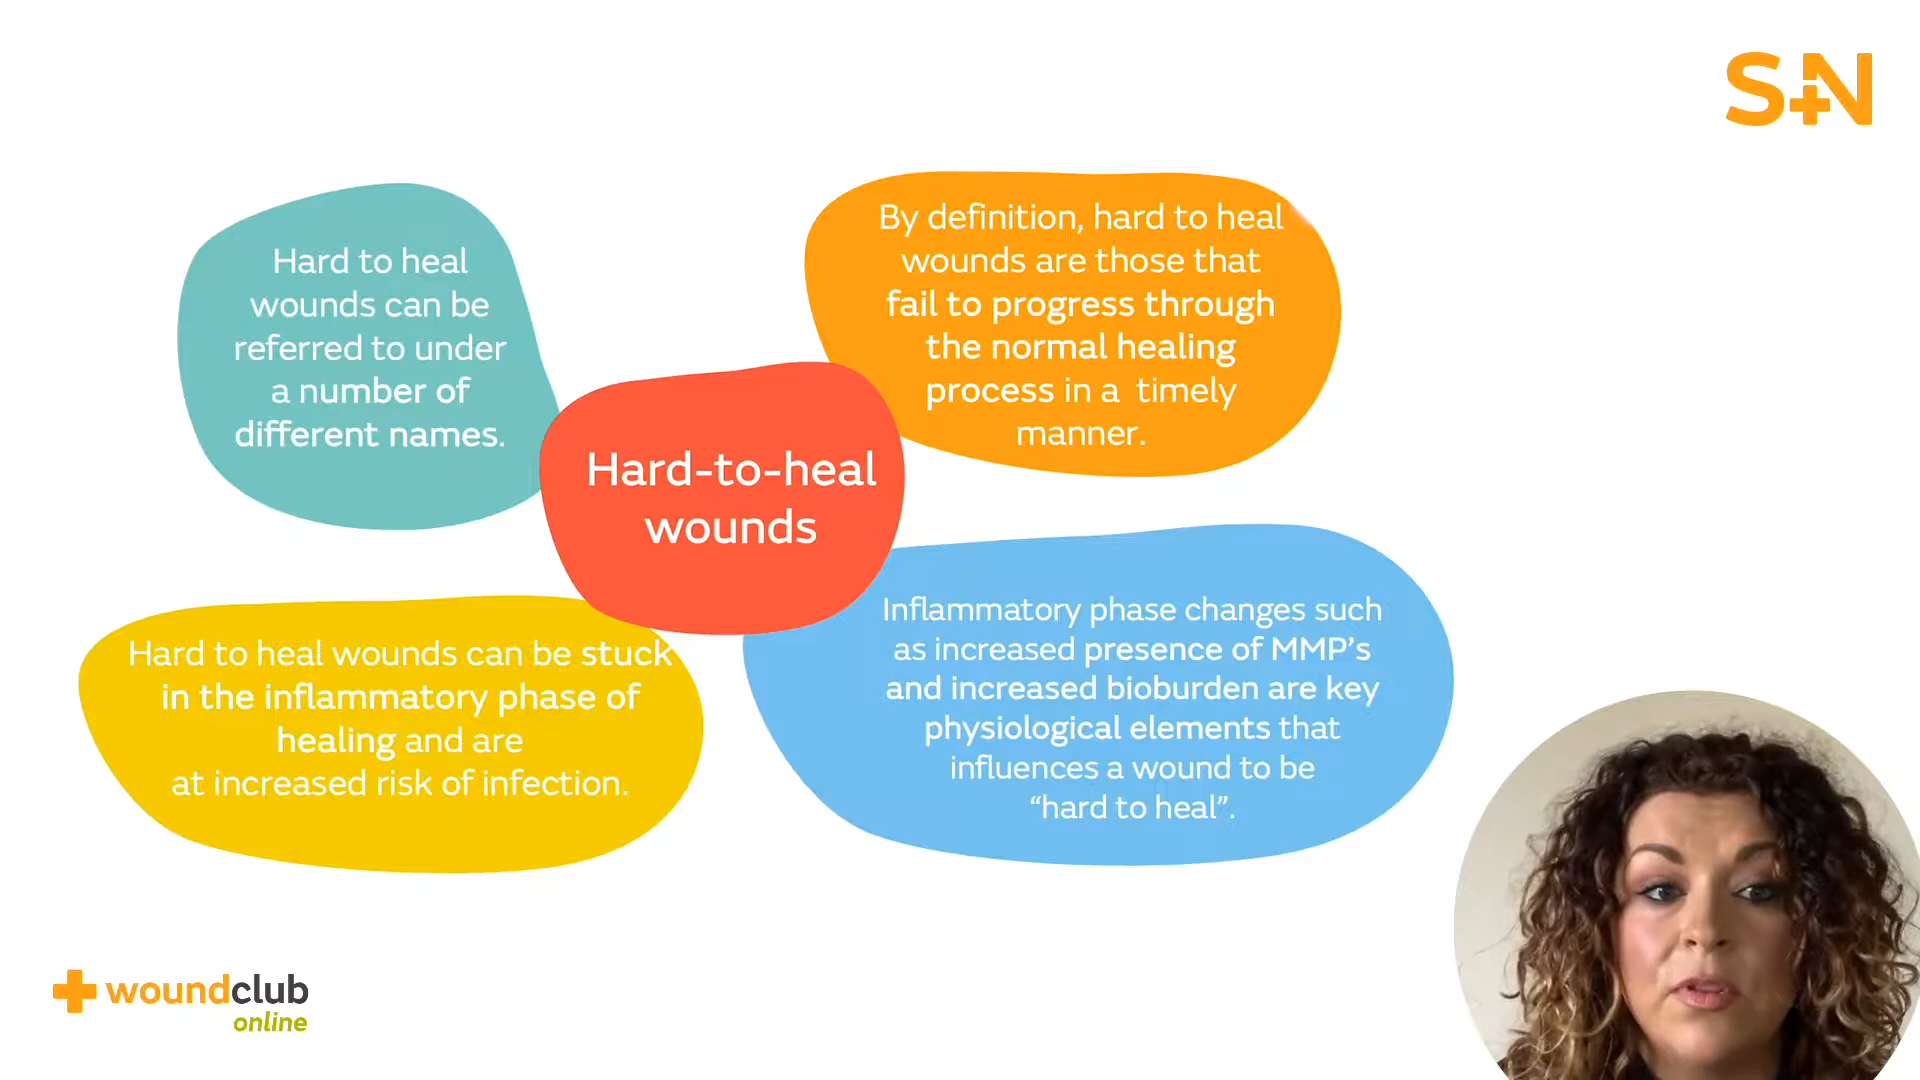 S+N
Hard to heal
wounds can be
referred to under
a number of
different names.
By definition, hard to heal
wounds are those that
fail to progress through
the normal healing
process in a  timely
manner.
Hard-to-heal
wounds
Hard to heal wounds can be stuck
in the inflammatory phase of
healing and are
at increased risk of infection.
Inflammatory phase changes such
as increased presence of MMP’s
and increased bioburden are key
physiological elements that
influences a wound to be
“hard to heal”.
woundclub
online